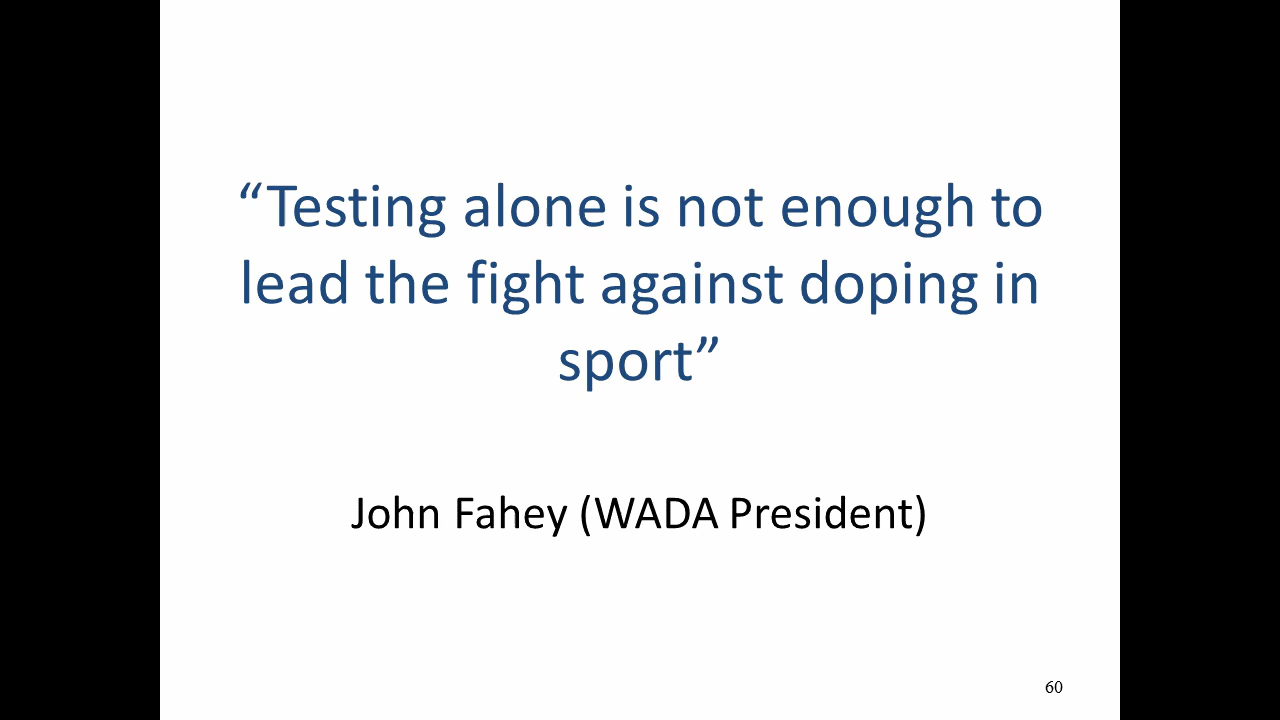 “Testing alone is not enough to
lead the fight against doping in
sport”
John Fahey (WADA President)
60